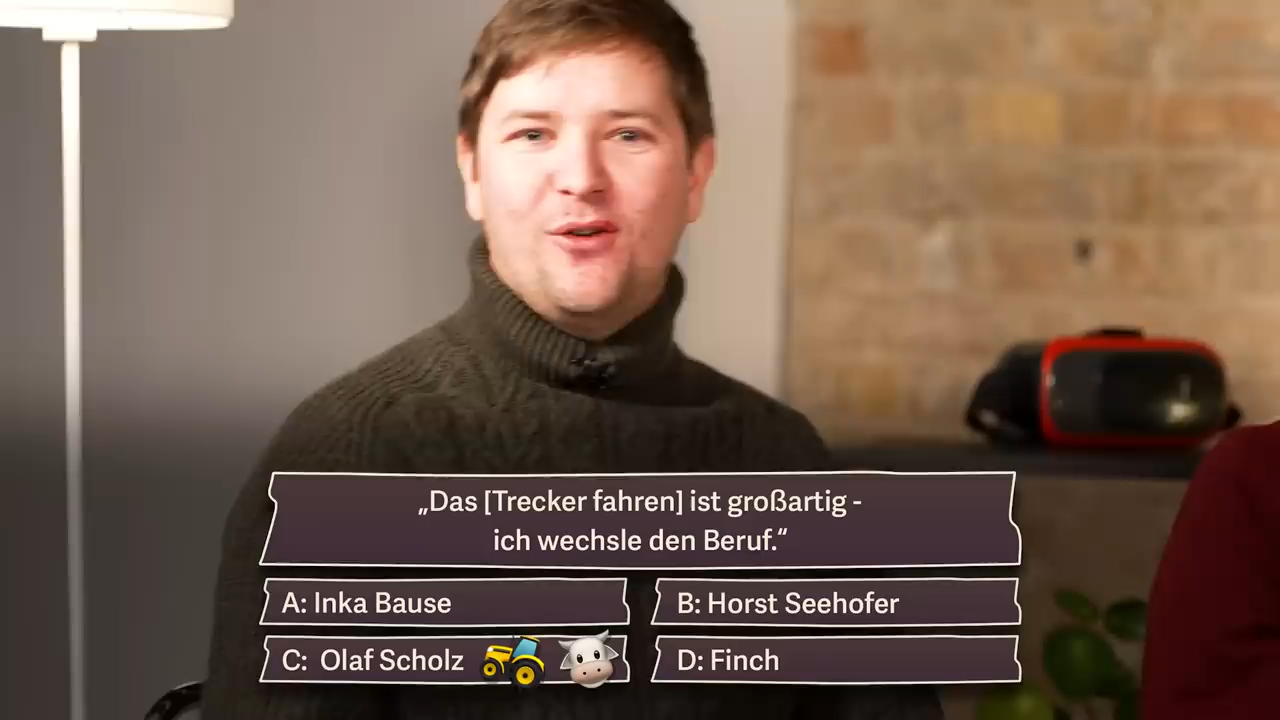 „Das [Trecker fahren] ist großartig -
ich wechsle den Beruf.“
A: Inka Bause
B: Horst Seehofer
C: Olaf Scholz
D: Finch